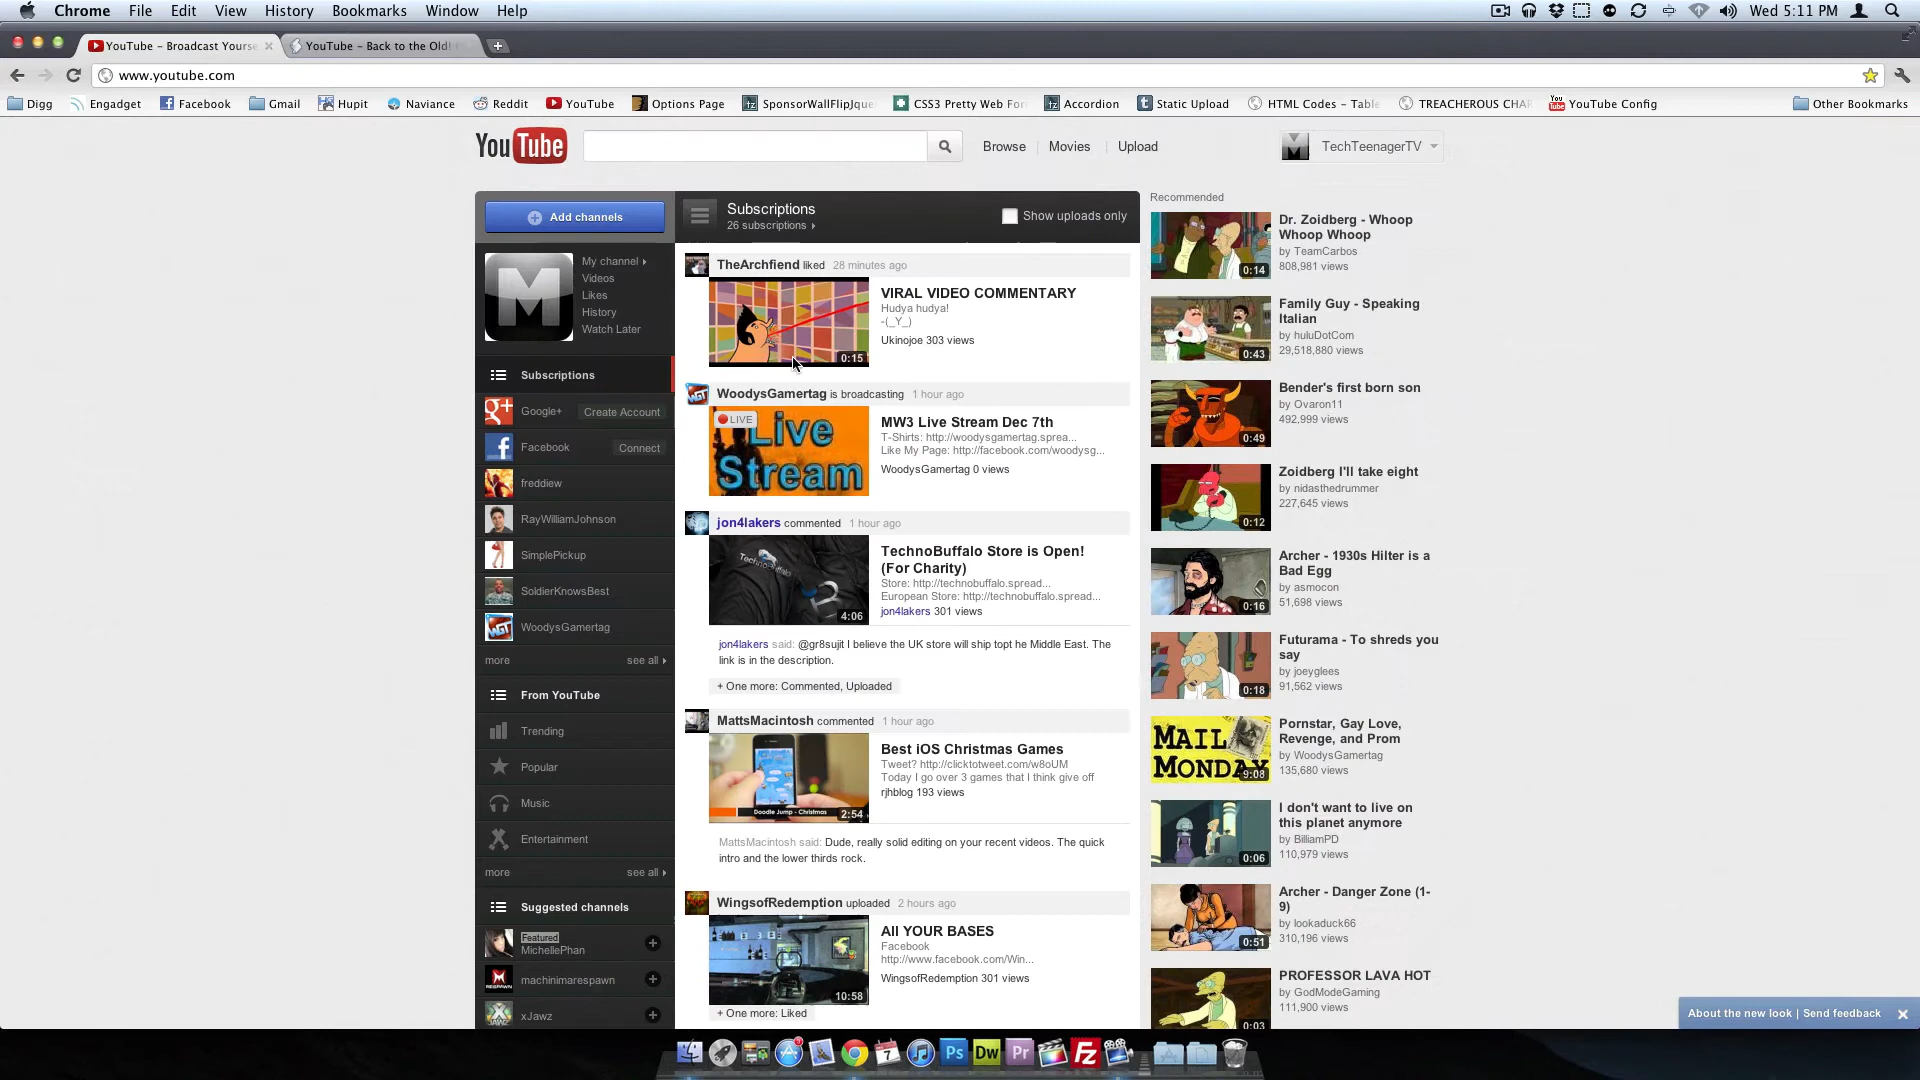 Chrome File Edit View History Bookmarks Window Help Wed 5:11 PM
YouTube - Broadcast Yourse YouTube - Back to the Old!
www.youtube.com
Digg Engadget Facebook Gmail Hupit Naviance Reddit YouTube Options Page SponsorWallFlipJque CSS3 Pretty Web For Accordion Static Upload HTML Codes - Table TREACHEROUS CHA YouTube Config Other Bookmarks
YouTube Browse Movies Upload TechTeenagerTV
Add channels
My channel
Videos
Likes
History
Watch Later
Subscriptions
Google+ Create Account
Facebook Connect
freddiew
RayWilliamJohnson
SimplePickup
SoldierKnowsBest
WoodysGamertag
more see all
From YouTube
Trending
Popular
Music
Entertainment
more see all
Suggested channels
Featured
MichellePhan
machinimarespawn
xJawz
Subscriptions
26 subscriptions
Show uploads only
TheArchfiend liked 28 minutes ago
VIRAL VIDEO COMMENTARY
Hudya hudya!
-(_Y_)
Ukinojoe 303 views
0:15
WoodysGamertag is broadcasting 1 hour ago
LIVE
Live
Stream
MW3 Live Stream Dec 7th
T-Shirts: http://woodysgamertag.sprea...
Like My Page: http://facebook.com/woodysg...
WoodysGamertag 0 views
jon4lakers commented 1 hour ago
TechnoBuffalo
TechnoBuffalo Store is Open!
(For Charity)
Store: http://technobuffalo.spread...
European Store: http://technobuffalo.spread...
jon4lakers 301 views
4:06
jon4lakers said: @gr8sujit I believe the UK store will ship topt he Middle East. The
link is in the description.
+ One more: Commented, Uploaded
MattsMacintosh commented 1 hour ago
Best iOS Christmas Games
Tweet? http://clicktotweet.com/w8oUM
Today I go over 3 games that I think give off
rjhblog 193 views
Doodle Jump - Christmas 2:54
MattsMacintosh said: Dude, really solid editing on your recent videos. The quick
intro and the lower thirds rock.
WingsofRedemption uploaded 2 hours ago
All YOUR BASES
Facebook
http://www.facebook.com/Win...
WingsofRedemption 301 views
10:58
+ One more: Liked
Recommended
Dr. Zoidberg - Whoop
Whoop Whoop
by TeamCarbos
808,981 views
0:14
Family Guy - Speaking
Italian
by huluDotCom
29,518,880 views
0:43
Bender's first born son
by Ovaron11
492,999 views
0:49
Zoidberg I'll take eight
by nidasthedrummer
227,645 views
0:12
Archer - 1930s Hilter is a
Bad Egg
by asmocon
51,698 views
0:16
Futurama - To shreds you
say
by joeyglees
91,562 views
0:18
MAIL
MONDAY
Pornstar, Gay Love,
Revenge, and Prom
by WoodysGamertag
135,680 views
9:08
I don't want to live on
this planet anymore
by BilliamPD
110,979 views
0:06
Archer - Danger Zone (1-
9)
by lookaduck66
310,196 views
0:51
PROFESSOR LAVA HOT
by GodModeGaming
111,900 views
0:03
About the new look | Send feedback
7 Ps Dw Pr Fz